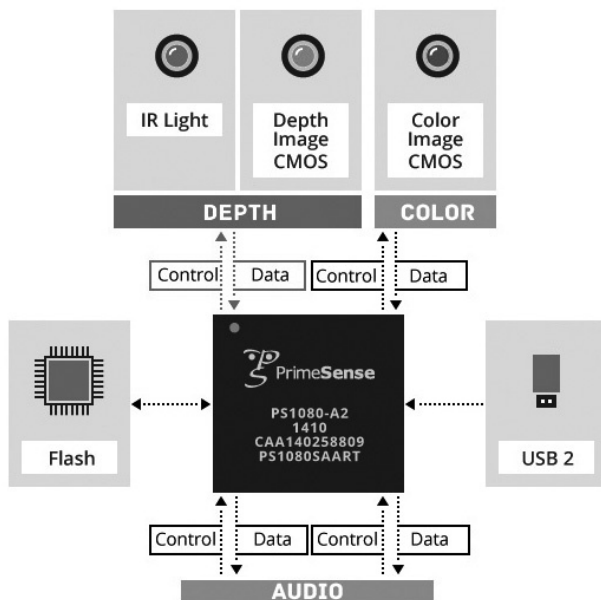 IR Light
Depth
Image
CMOS
Color
Image
CMOS
DEPTH
COLOR
Control
Data
Control
Data
PrimeSense
PS1080-A2
1410
CAA140258809
PS1080SAART
Flash
USB 2
Control
Data
Control
Data
AUDIO